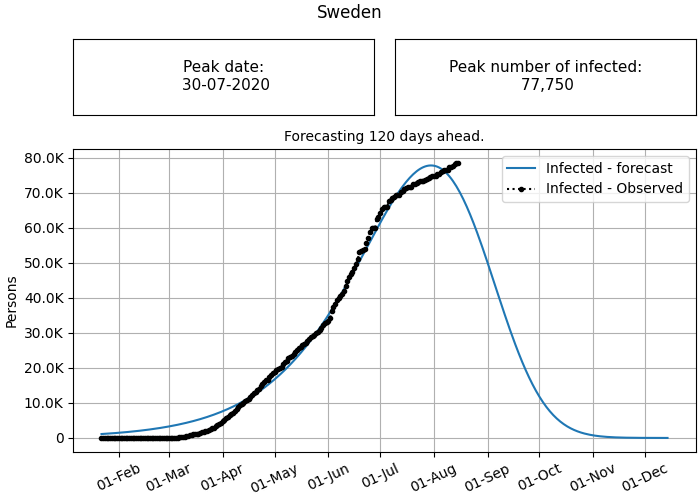 Sweden
Peak date:
30-07-2020
Peak number of infected:
77,750
Forecasting 120 days ahead.
80.0K
70.0K
60.0K
50.0K
40.0K
30.0K
20.0K
10.0K
0
Persons
Infected - forecast
Infected - Observed
01-Feb
01-Mar
01-Apr
01-May
01-Jun
01-Jul
01-Aug
01-Sep
01-Oct
01-Nov
01-Dec